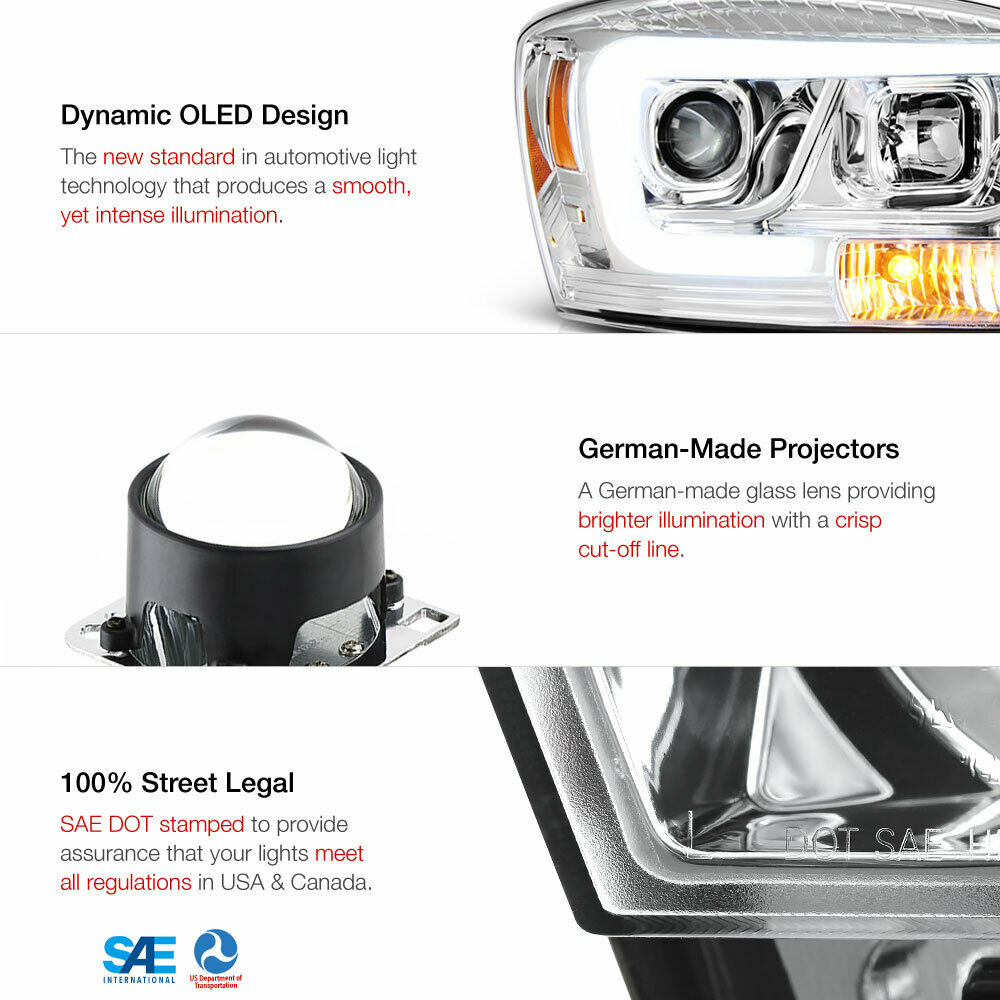 Dynamic OLED Design
The new standard in automotive light
technology that produces a smooth,
yet intense illumination.
German-Made Projectors
A German-made glass lens providing
brighter illumination with a crisp
cut-off line.
100% Street Legal
SAE DOT stamped to provide
assurance that your lights meet
all regulations in USA & Canada.
SAE
INTERNATIONAL
US Department of
Transportation
DOT SAE